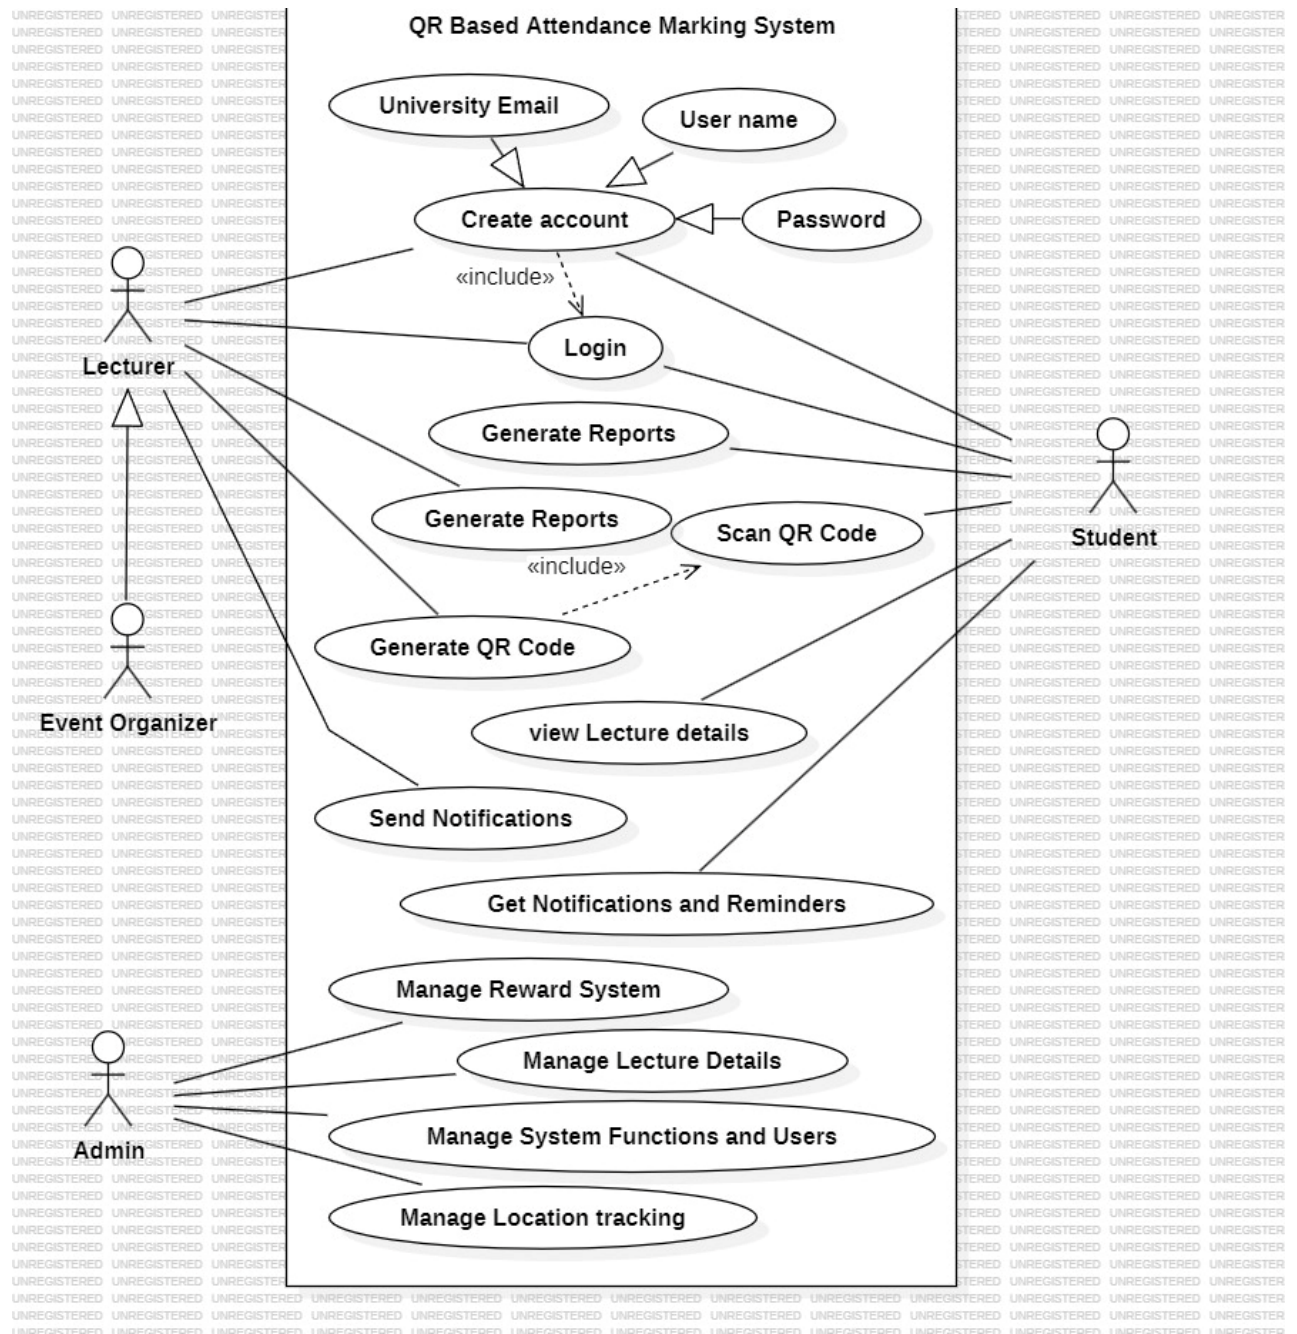 QR Based Attendance Marking System
University Email
User name
Create account
Password
«include»
Login
Lecturer
Generate Reports
Generate Reports
Scan QR Code
Student
«include»
Generate QR Code
Event Organizer
view Lecture details
Send Notifications
Get Notifications and Reminders
Manage Reward System
Manage Lecture Details
Admin
Manage System Functions and Users
Manage Location tracking
UNREGISTERED